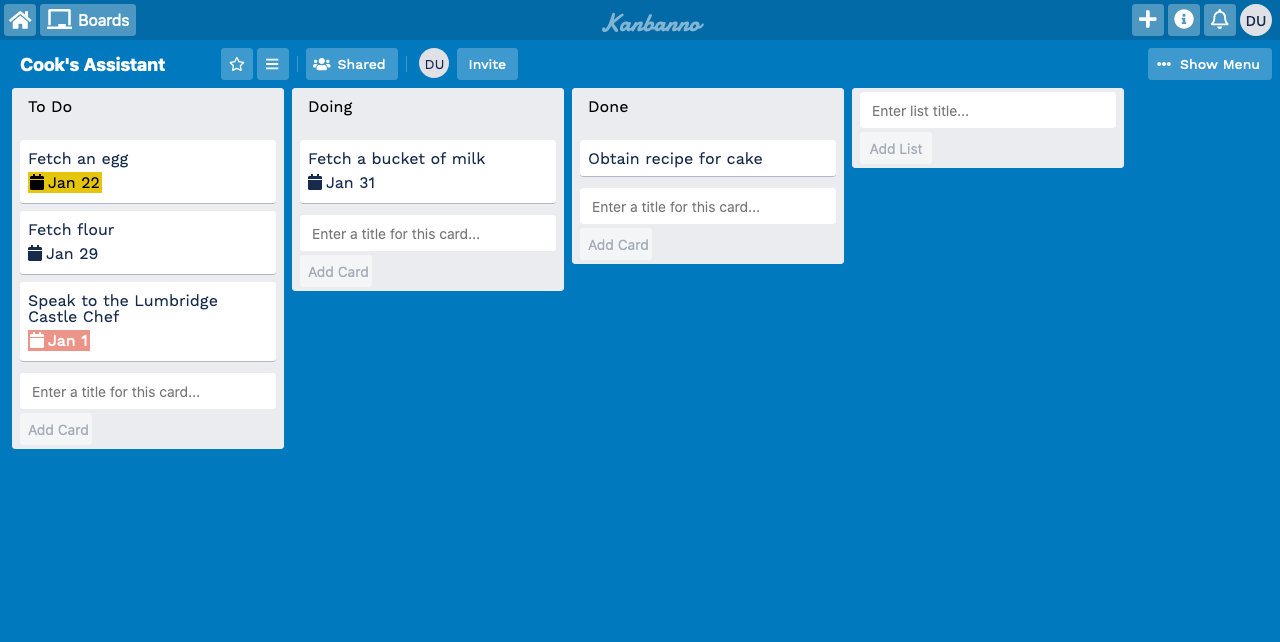 Boards
Kanbanno
DU
Cook's Assistant
Shared
DU
Invite
Show Menu
To Do
Fetch an egg
Jan 22
Fetch flour
Jan 29
Speak to the Lumbridge
Castle Chef
Jan 1
Enter a title for this card...
Add Card
Doing
Fetch a bucket of milk
Jan 31
Enter a title for this card...
Add Card
Done
Obtain recipe for cake
Enter a title for this card...
Add Card
Enter list title...
Add List